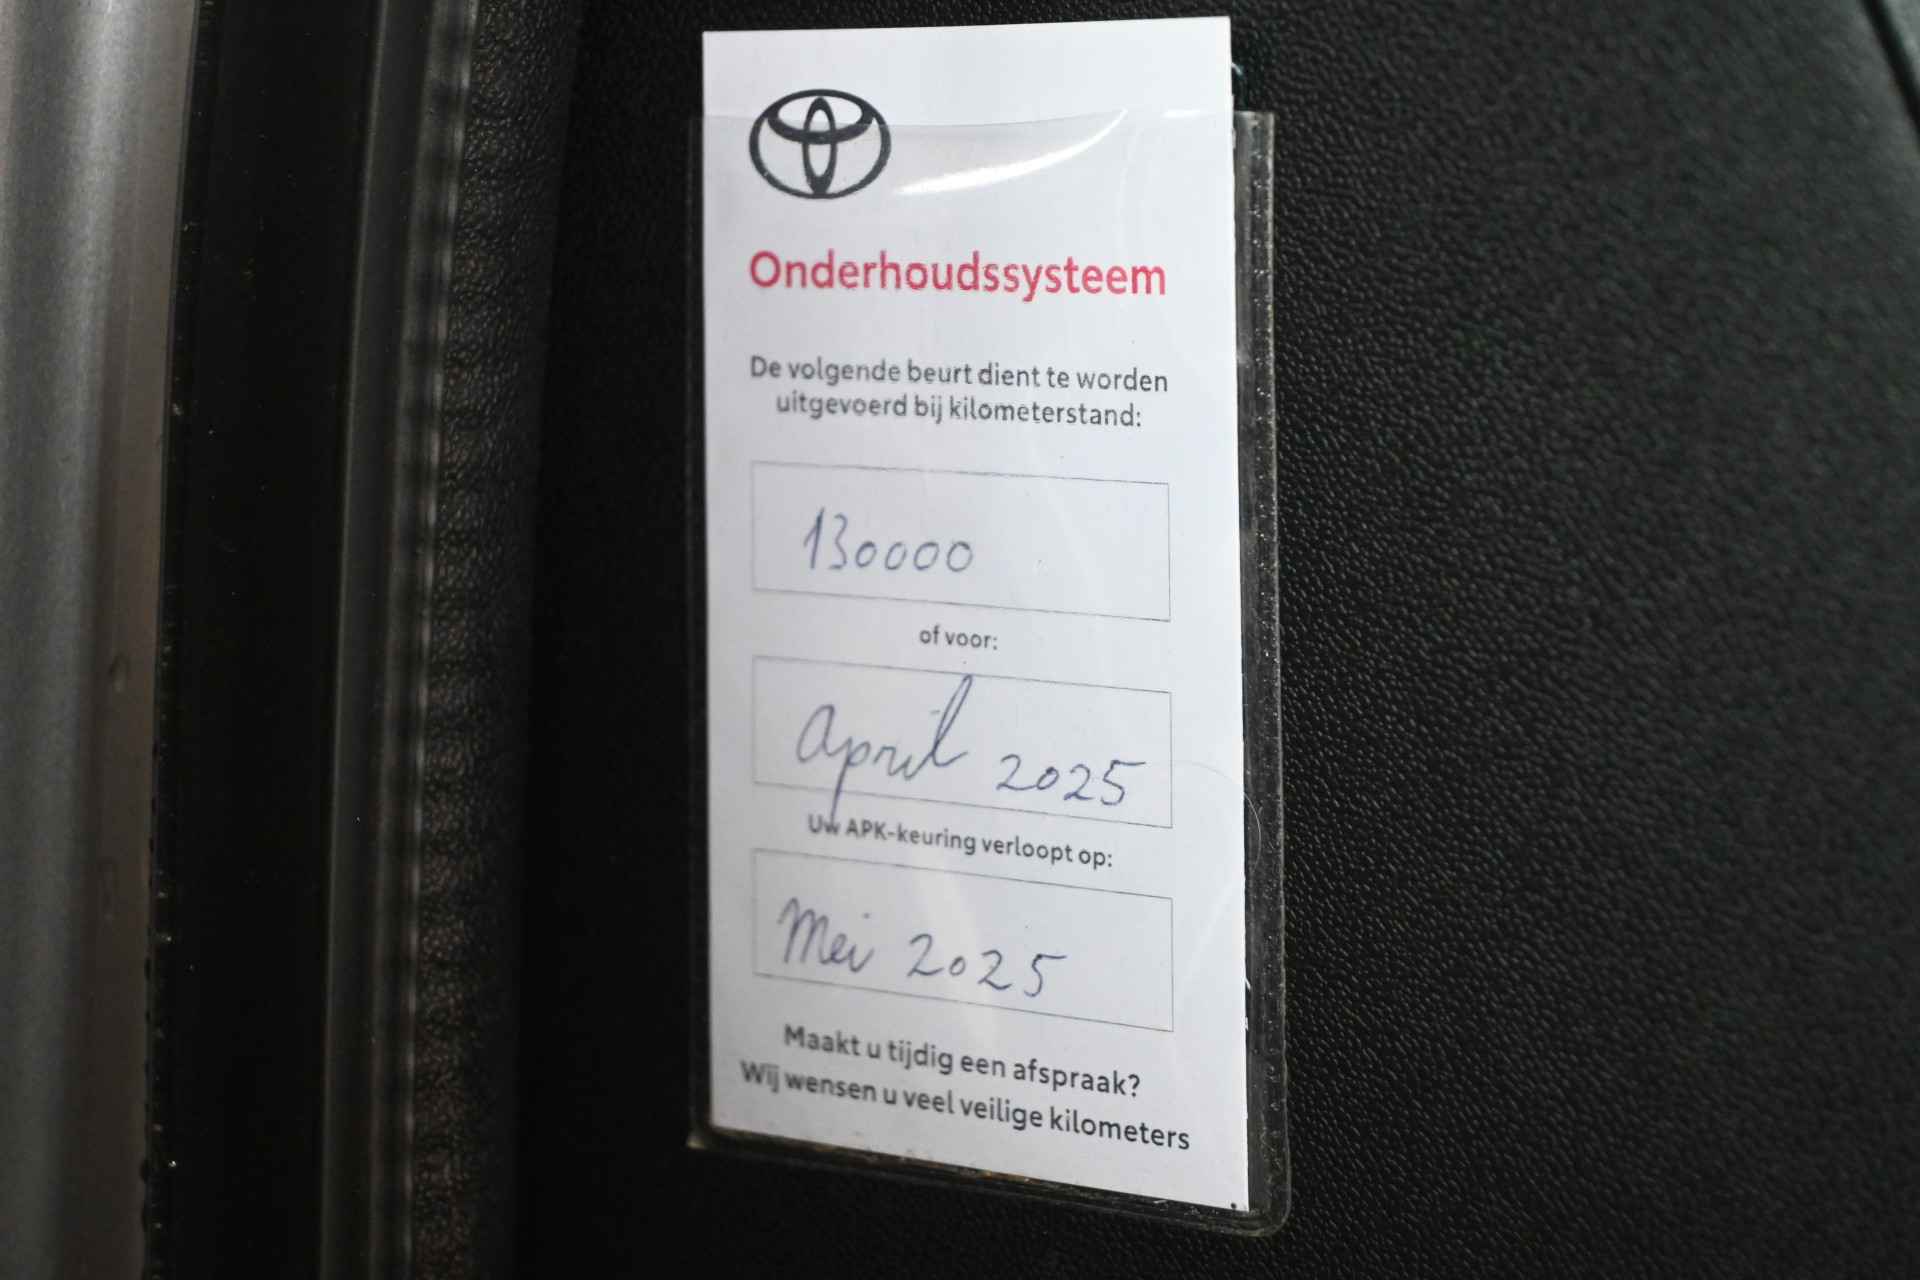 Onderhoudssysteem
De volgende beurt dient te worden
uitgevoerd bij kilometerstand:
130000
of voor:
April 2025
Uw APK-keuring verloopt op:
Mei 2025
Maakt u tijdig een afspraak?
Wij wensen u veel veilige kilometers